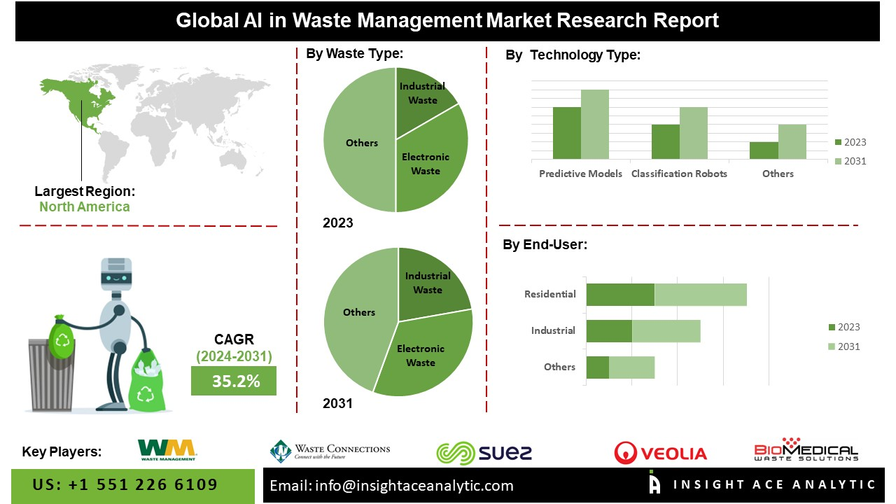 Global AI in Waste Management Market Research Report
Largest Region:
North America
By Waste Type:
Industrial
Waste
Electronic
Waste
Others
2023
Industrial
Waste
Electronic
Waste
Others
2031
By Technology Type:
Predictive Models
Classification Robots
Others
2023
2031
By End-User:
Residential
Industrial
Others
2023
2031
CAGR
(2024-2031)
35.2%
Key Players:
WM
WASTE MANAGEMENT
WASTE CONNECTIONS
Connect with the Future
SUEZ
VEOLIA
BIOMEDICAL
WASTE SOLUTIONS
US: +1 551 226 6109
Email: info@insightaceanalytic.com
INSIGHT ACE ANALYTIC